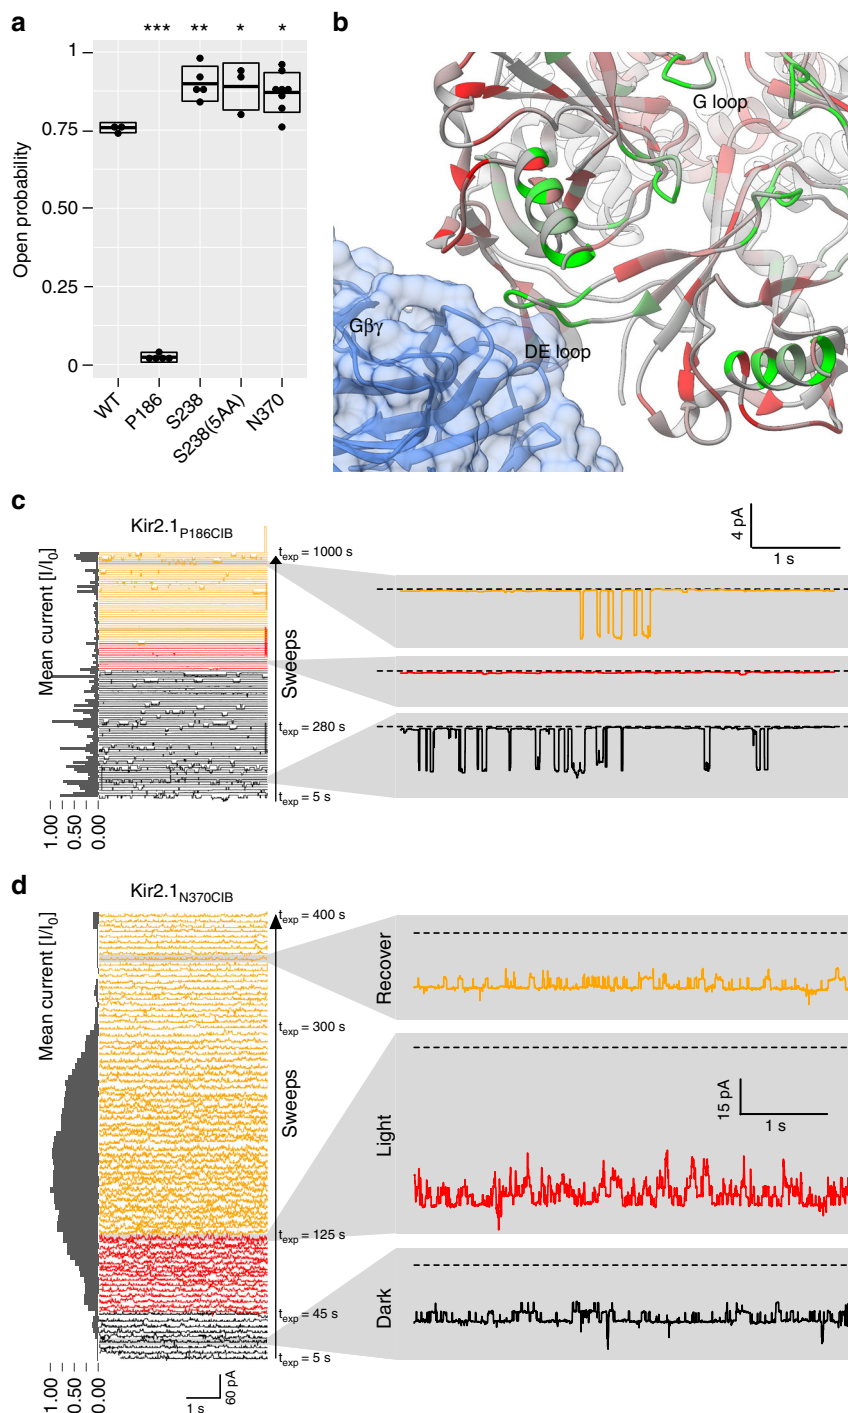 a
*** ** * *
1
0.75
0.50
0.25
0
Open probability
WT
P186
S238
S238(5AA)
N370
b
G loop
Gβγ
DE loop
c
Kir2.1P186CIB
Mean current [I/I0]
texp = 1000 s
Sweeps
texp = 280 s
texp = 5 s
1.00
0.50
0.00
4 pA
1 s
d
Kir2.1N370CIB
Mean current [I/I0]
texp = 400 s
texp = 300 s
Sweeps
texp = 125 s
texp = 45 s
texp = 5 s
1.00
0.50
0.00
1 s
60 pA
Recover
Light
15 pA
1 s
Dark